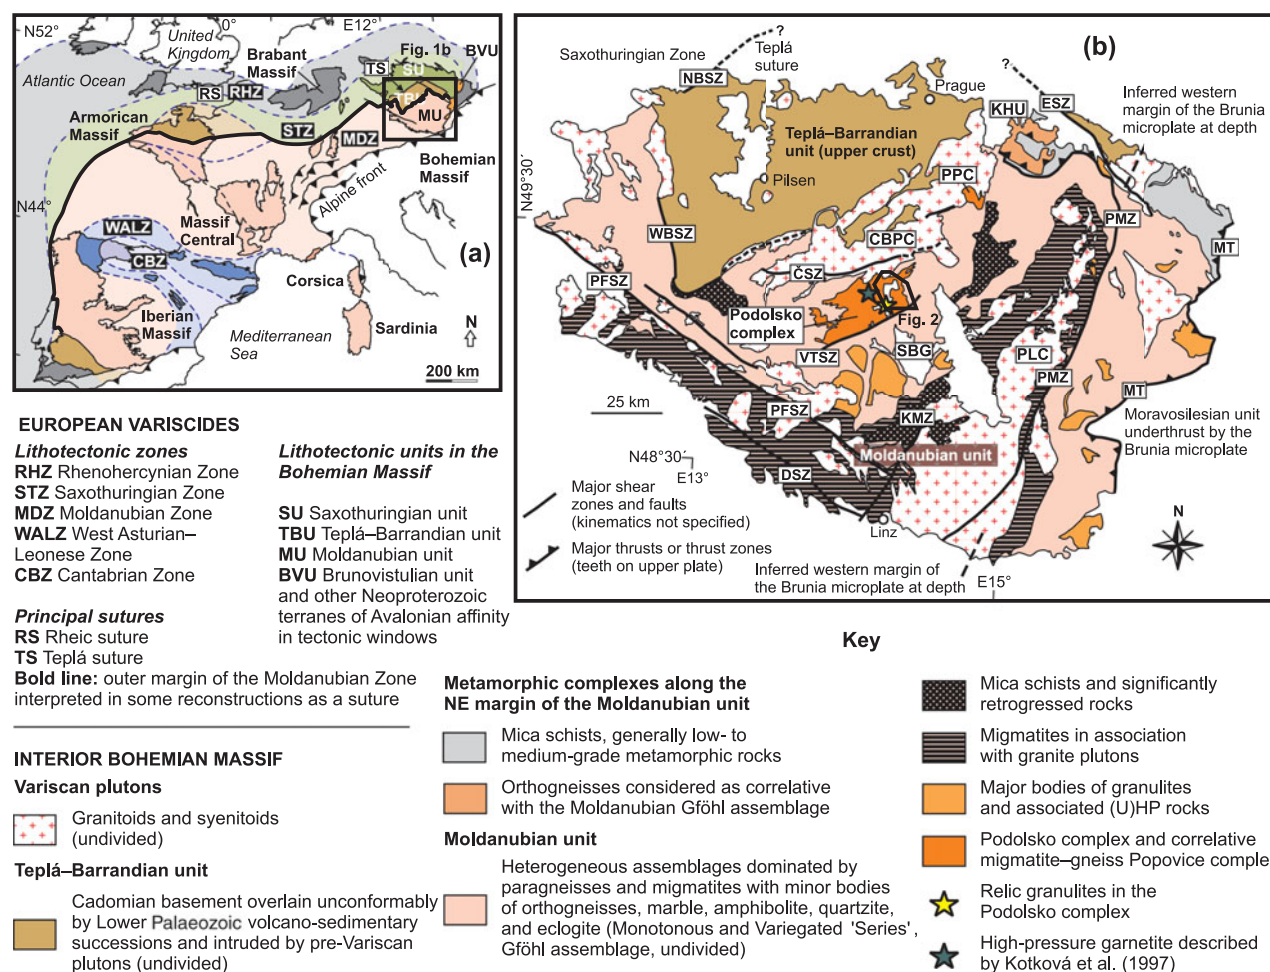 N52°
0°
E12°
United
Kingdom
Fig. 1b
BVU
Brabant
Massif
TS
SU
Atlantic Ocean
RS
RHZ
TBU
MU
Armorican
Massif
STZ
MDZ
Bohemian
Massif
Alpine front
N44°
WALZ
Massif
Central
CBZ
(a)
Corsica
Iberian
Massif
Mediterranean
Sea
Sardinia
N
200 km
(b)
?
Saxothuringian Zone
Teplá
suture
NBSZ
Prague
?
KHU
ESZ
Inferred western
margin of the Brunia
microplate at depth
Teplá–Barrandian
unit (upper crust)
N49°30´
Pilsen
PPC
PMZ
WBSZ
CBPC
MT
PFSZ
ČSZ
Podolsko
complex
Fig. 2
VTSZ
SBG
PLC
PMZ
MT
25 km
PFSZ
KMZ
Moravosilesian unit
underthrust by the
Brunia microplate
N48°30´
E13°
Moldanubian unit
DSZ
Major shear
zones and faults
(kinematics not specified)
Linz
N
Major thrusts or thrust zones
(teeth on upper plate)
Inferred western margin of
the Brunia microplate at depth
E15°
EUROPEAN VARISCIDES
Lithotectonic zones
RHZ Rhenohercynian Zone
STZ Saxothuringian Zone
MDZ Moldanubian Zone
WALZ West Asturian–
Leonese Zone
CBZ Cantabrian Zone
Principal sutures
RS Rheic suture
TS Teplá suture
Bold line: outer margin of the Moldanubian Zone
interpreted in some reconstructions as a suture
Lithotectonic units in the
Bohemian Massif
SU Saxothuringian unit
TBU Teplá–Barrandian unit
MU Moldanubian unit
BVU Brunovistulian unit
and other Neoproterozoic
terranes of Avalonian affinity
in tectonic windows
Key
INTERIOR BOHEMIAN MASSIF
Variscan plutons
Granitoids and syenitoids
(undivided)
Teplá–Barrandian unit
Cadomian basement overlain unconformably
by Lower Palaeozoic volcano-sedimentary
successions and intruded by pre-Variscan
plutons (undivided)
Metamorphic complexes along the
NE margin of the Moldanubian unit
Mica schists, generally low- to
medium-grade metamorphic rocks
Orthogneisses considered as correlative
with the Moldanubian Gföhl assemblage
Moldanubian unit
Heterogeneous assemblages dominated by
paragneisses and migmatites with minor bodies
of orthogneisses, marble, amphibolite, quartzite,
and eclogite (Monotonous and Variegated 'Series',
Gföhl assemblage, undivided)
Mica schists and significantly
retrogressed rocks
Migmatites in association
with granite plutons
Major bodies of granulites
and associated (U)HP rocks
Podolsko complex and correlative
migmatite–gneiss Popovice comple
Relic granulites in the
Podolsko complex
High-pressure garnetite described
by Kotková et al. (1997)